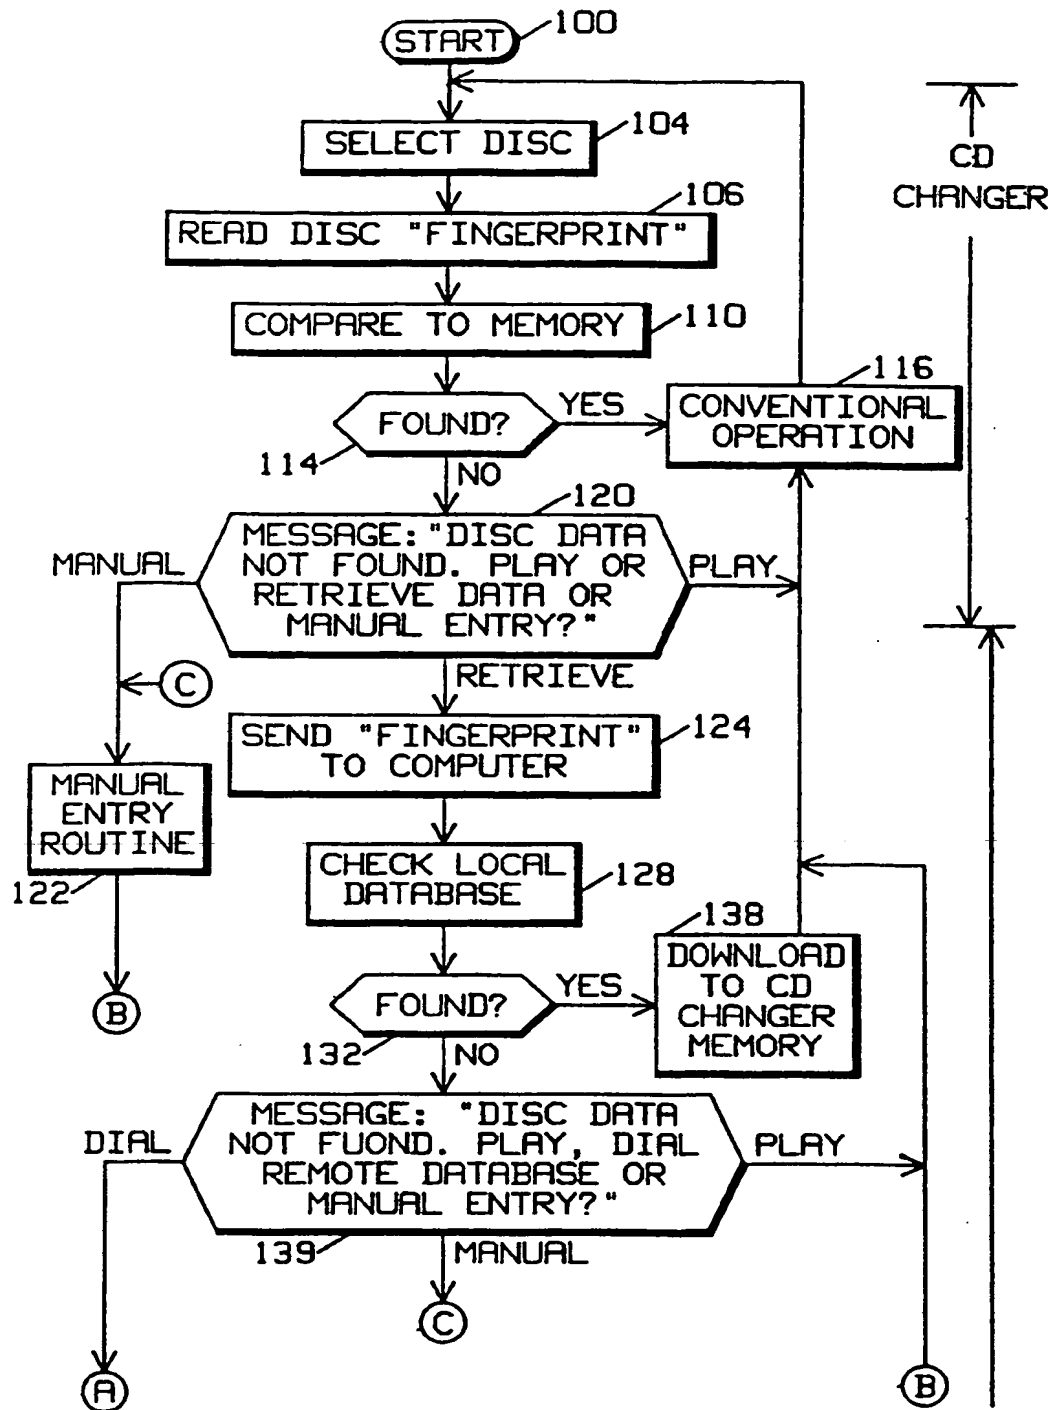 100
START
104
SELECT DISC
CD
CHANGER
106
READ DISC "FINGERPRINT"
COMPARE TO MEMORY
110
116
FOUND?
YES
CONVENTIONAL
OPERATION
114
NO
120
MESSAGE: "DISC DATA
NOT FOUND. PLAY OR
RETRIEVE DATA OR
MANUAL ENTRY?"
MANUAL
PLAY
C
RETRIEVE
SEND "FINGERPRINT"
TO COMPUTER
124
MANUAL
ENTRY
ROUTINE
122
CHECK LOCAL
DATABASE
128
138
DOWNLOAD
TO CD
CHANGER
MEMORY
B
FOUND?
YES
132
NO
MESSAGE: "DISC DATA
NOT FUOND. PLAY, DIAL
REMOTE DATABASE OR
MANUAL ENTRY?"
DIAL
PLAY
139
MANUAL
C
A
B